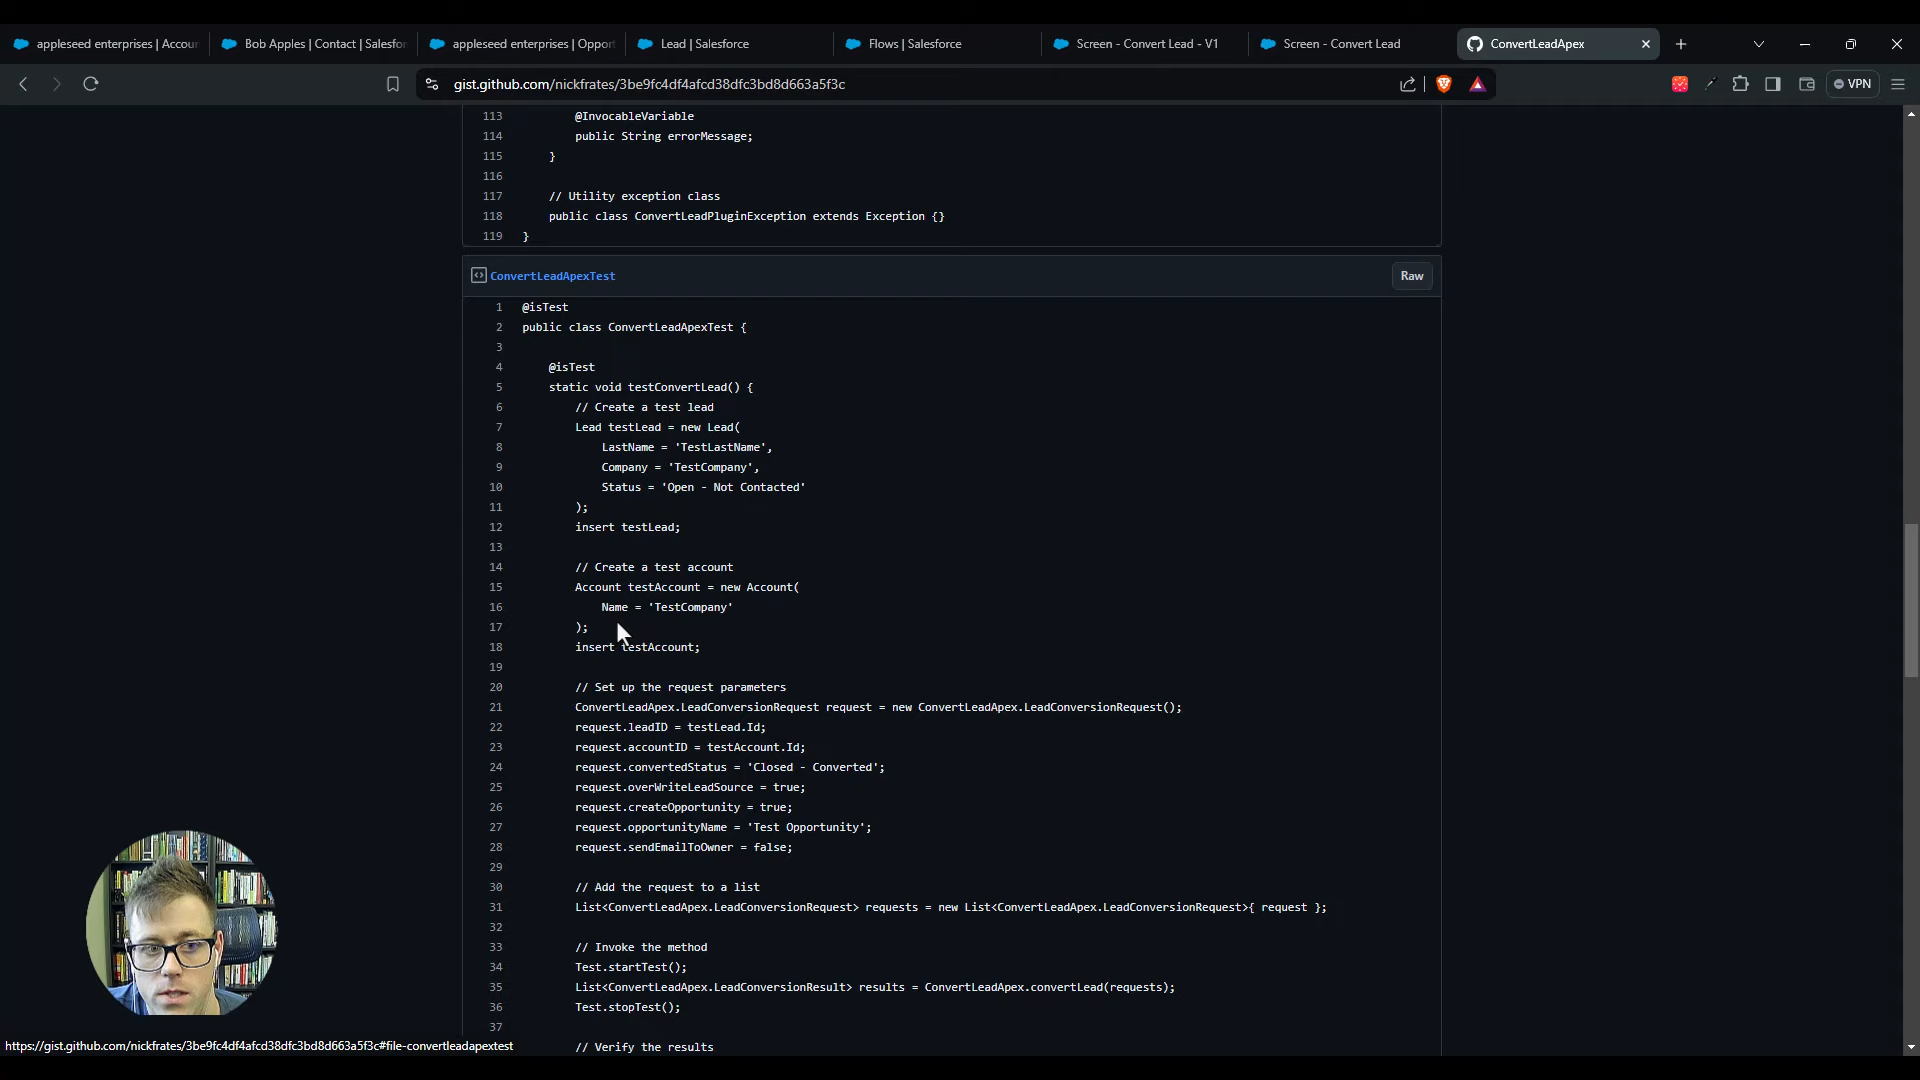 appleseed enterprises | Accoun
Bob Apples | Contact | Salesfor
appleseed enterprises | Oppor
Lead | Salesforce
Flows | Salesforce
Screen - Convert Lead - V1
Screen - Convert Lead
ConvertLeadApex
gist.github.com/nickfrates/3be9fc4df4afcd38dfc3bd8d663a5f3c
VPN
113 @InvocableVariable
114 public String errorMessage;
115 }
116
117 // Utility exception class
118 public class ConvertLeadPluginException extends Exception {}
119 }
ConvertLeadApexTest
Raw
1 @isTest
2 public class ConvertLeadApexTest {
3
4 @isTest
5 static void testConvertLead() {
6 // Create a test lead
7 Lead testLead = new Lead(
8 LastName = 'TestLastName',
9 Company = 'TestCompany',
10 Status = 'Open - Not Contacted'
11 );
12 insert testLead;
13
14 // Create a test account
15 Account testAccount = new Account(
16 Name = 'TestCompany'
17 );
18 insert testAccount;
19
20 // Set up the request parameters
21 ConvertLeadApex.LeadConversionRequest request = new ConvertLeadApex.LeadConversionRequest();
22 request.leadID = testLead.Id;
23 request.accountID = testAccount.Id;
24 request.convertedStatus = 'Closed - Converted';
25 request.overWriteLeadSource = true;
26 request.createOpportunity = true;
27 request.opportunityName = 'Test Opportunity';
28 request.sendEmailToOwner = false;
29
30 // Add the request to a list
31 List<ConvertLeadApex.LeadConversionRequest> requests = new List<ConvertLeadApex.LeadConversionRequest>{ request };
32
33 // Invoke the method
34 Test.startTest();
35 List<ConvertLeadApex.LeadConversionResult> results = ConvertLeadApex.convertLead(requests);
36 Test.stopTest();
37
// Verify the results
https://gist.github.com/nickfrates/3be9fc4df4afcd38dfc3bd8d663a5f3c#file-convertleadapextest